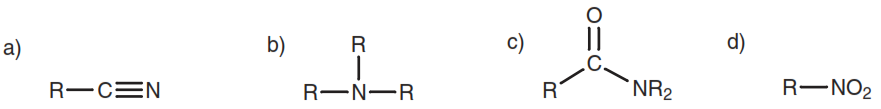 a) R—C≡N
b) R
R—N—R
c) O
C
R NR₂
d) R—NO₂